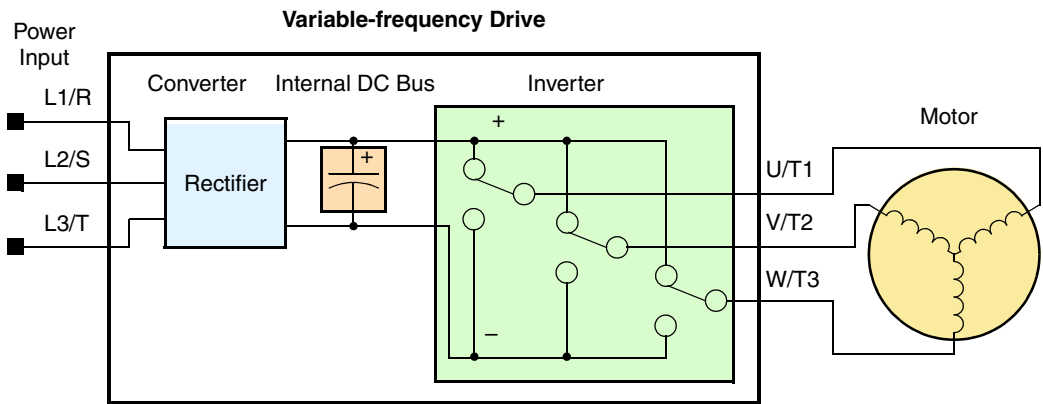 Variable-frequency Drive
Power
Input
Converter
Internal DC Bus
Inverter
L1/R
L2/S
L3/T
Rectifier
+
+
–
U/T1
V/T2
W/T3
Motor